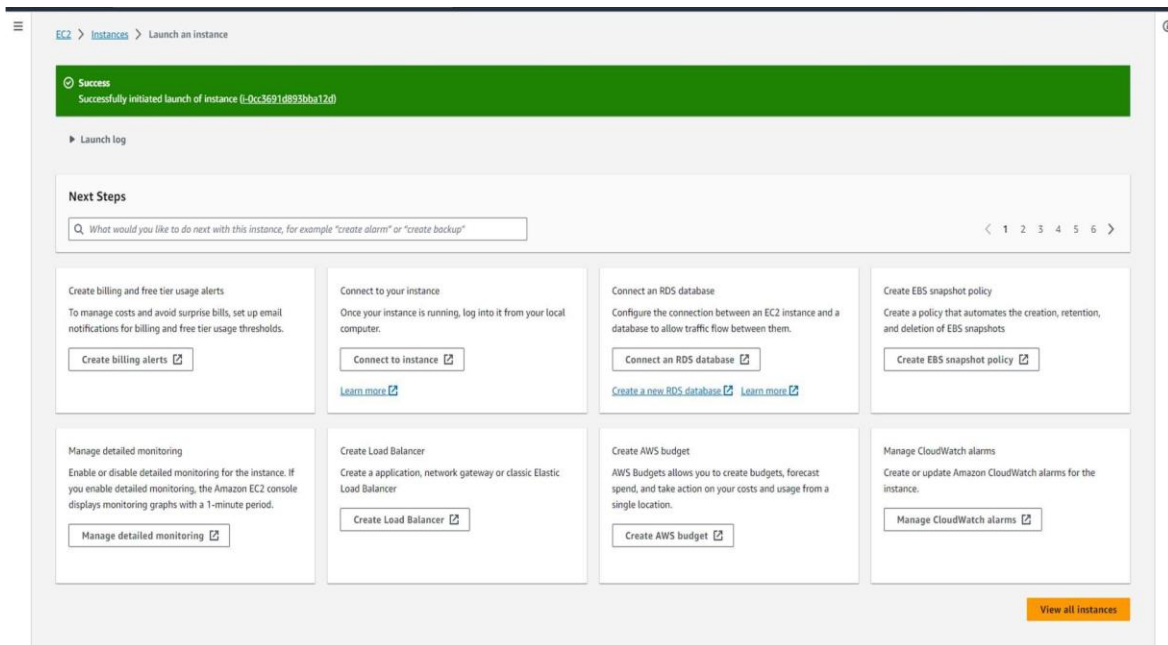 EC2 > Instances > Launch an instance
Success
Successfully initiated launch of instance (i-0cc3691d893bba12d)
Launch log
Next Steps
What would you like to do next with this instance, for example "create alarm" or "create backup"
1 2 3 4 5 6
Create billing and free tier usage alerts
To manage costs and avoid surprise bills, set up email
notifications for billing and free tier usage thresholds.
Create billing alerts
Connect to your instance
Once your instance is running, log into it from your local
computer.
Connect to instance
Learn more
Connect an RDS database
Configure the connection between an EC2 instance and a
database to allow traffic flow between them.
Connect an RDS database
Create a new RDS database Learn more
Create EBS snapshot policy
Create a policy that automates the creation, retention,
and deletion of EBS snapshots
Create EBS snapshot policy
Manage detailed monitoring
Enable or disable detailed monitoring for the instance. If
you enable detailed monitoring, the Amazon EC2 console
displays monitoring graphs with a 1-minute period.
Manage detailed monitoring
Create Load Balancer
Create a application, network gateway or classic Elastic
Load Balancer
Create Load Balancer
Create AWS budget
AWS Budgets allows you to create budgets, forecast
spend, and take action on your costs and usage from a
single location.
Create AWS budget
Manage CloudWatch alarms
Create or update Amazon CloudWatch alarms for the
instance.
Manage CloudWatch alarms
View all instances